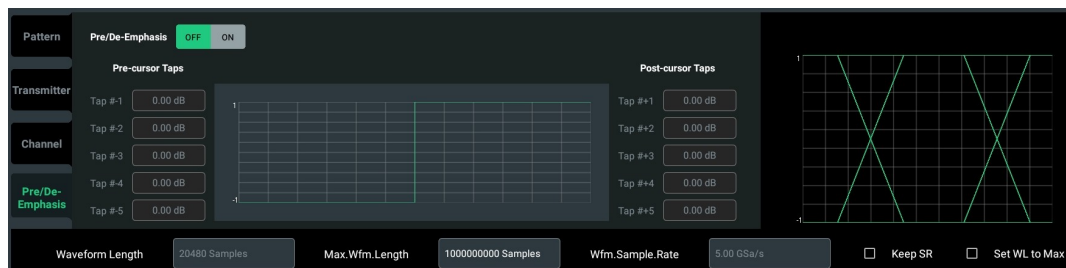 Pattern
Transmitter
Channel
Pre/De-
Emphasis
Pre/De-Emphasis OFF ON
Pre-cursor Taps
Tap #-1 0.00 dB
Tap #-2 0.00 dB
Tap #-3 0.00 dB
Tap #-4 0.00 dB
Tap #-5 0.00 dB
1
-1
Post-cursor Taps
Tap #+1 0.00 dB
Tap #+2 0.00 dB
Tap #+3 0.00 dB
Tap #+4 0.00 dB
Tap #+5 0.00 dB
1
-1
Waveform Length 20480 Samples Max.Wfm.Length 1000000000 Samples Wfm.Sample.Rate 5.00 GSa/s Keep SR Set WL to Max